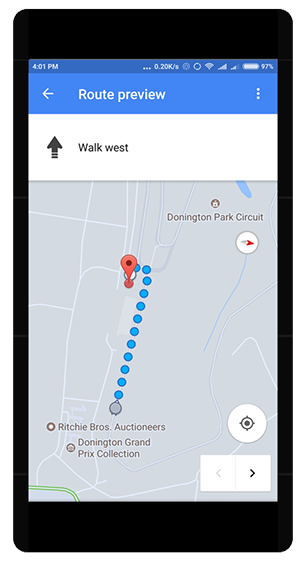 4:01 PM ... 0.20K/s 97%
Route preview
Walk west
Donington Park Circuit
Ritchie Bros. Auctioneers
Donington Grand
Prix Collection